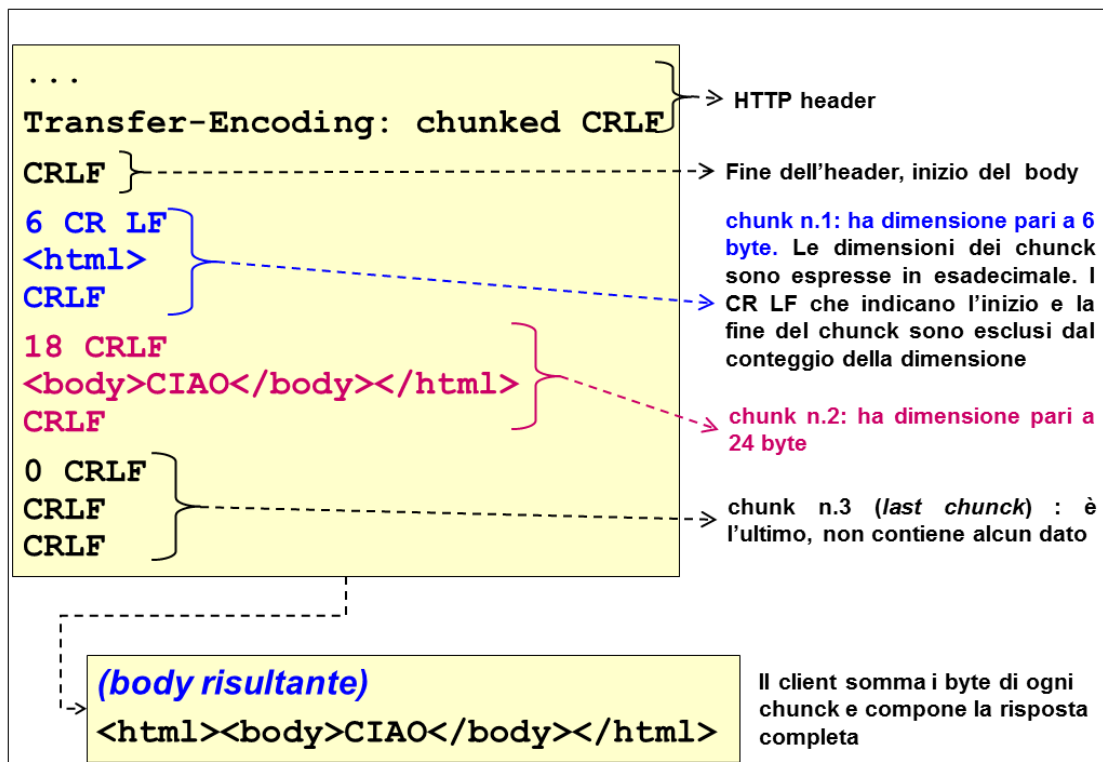 ...
Transfer-Encoding: chunked CRLF
HTTP header
CRLF
Fine dell'header, inizio del body
6 CR LF
<html>
CRLF
chunk n.1: ha dimensione pari a 6
byte. Le dimensioni dei chunck
sono espresse in esadecimale. I
CR LF che indicano l'inizio e la
fine del chunck sono esclusi dal
conteggio della dimensione
18 CRLF
<body>CIAO</body></html>
CRLF
chunk n.2: ha dimensione pari a
24 byte
0 CRLF
CRLF
CRLF
chunk n.3 (last chunck) : è
l'ultimo, non contiene alcun dato
(body risultante)
<html><body>CIAO</body></html>
Il client somma i byte di ogni
chunck e compone la risposta
completa